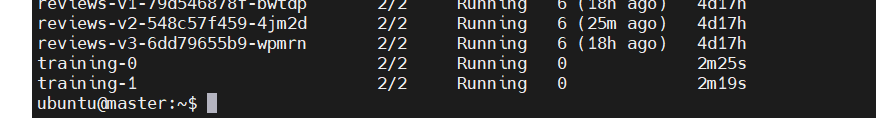 reviews-v1-79d546878f-bwtdp 2/2 Running 6 (18h ago) 4d17h
reviews-v2-548c57f459-4jm2d 2/2 Running 6 (25m ago) 4d17h
reviews-v3-6dd79655b9-wpmrn 2/2 Running 6 (18h ago) 4d17h
training-0 2/2 Running 0 2m25s
training-1 2/2 Running 0 2m19s
ubuntu@master:~$